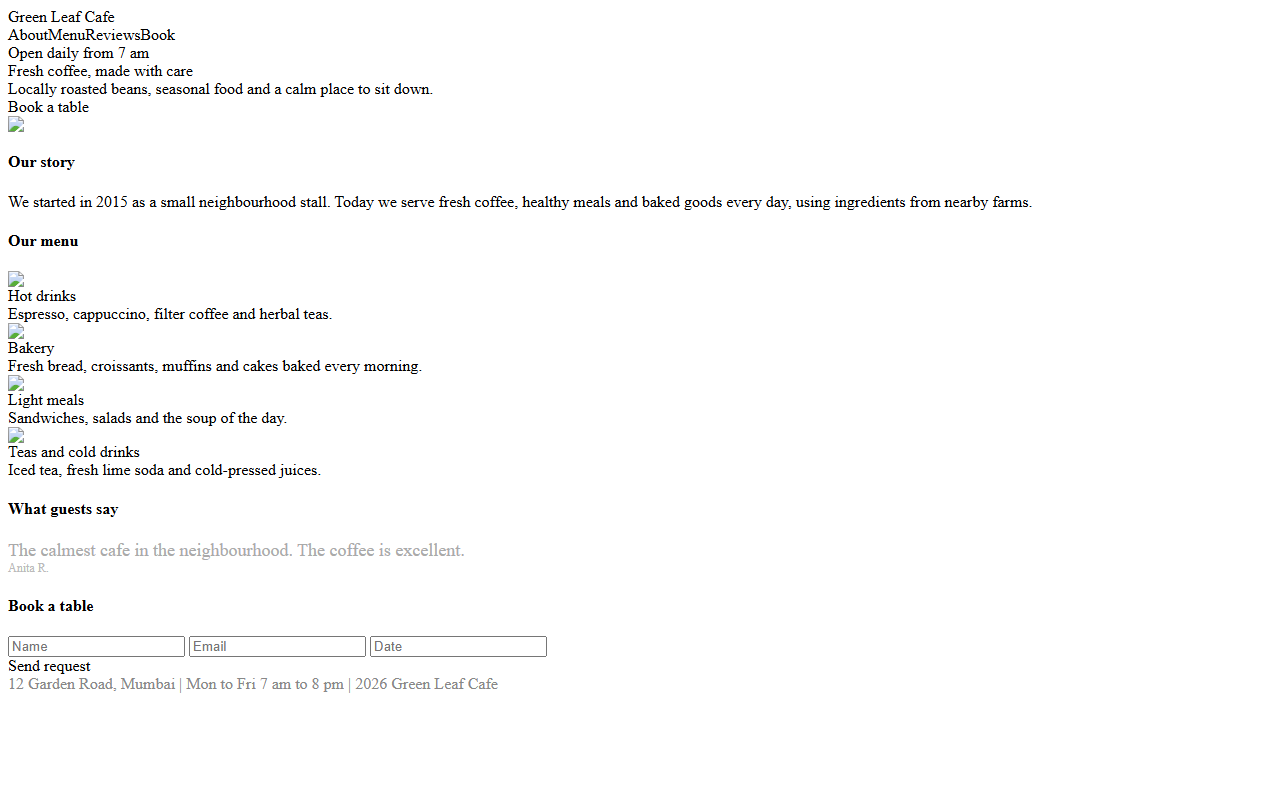 Green Leaf Cafe
AboutMenuReviewsBook
Open daily from 7 am
Fresh coffee, made with care
Locally roasted beans, seasonal food and a calm place to sit down.
Book a table
Our story
We started in 2015 as a small neighbourhood stall. Today we serve fresh coffee, healthy meals and baked goods every day, using ingredients from nearby farms.
Our menu
Hot drinks
Espresso, cappuccino, filter coffee and herbal teas.
Bakery
Fresh bread, croissants, muffins and cakes baked every morning.
Light meals
Sandwiches, salads and the soup of the day.
Teas and cold drinks
Iced tea, fresh lime soda and cold-pressed juices.
What guests say
The calmest cafe in the neighbourhood. The coffee is excellent.
Anita R.
Book a table
Name Email Date
Send request
12 Garden Road, Mumbai | Mon to Fri 7 am to 8 pm | 2026 Green Leaf Cafe